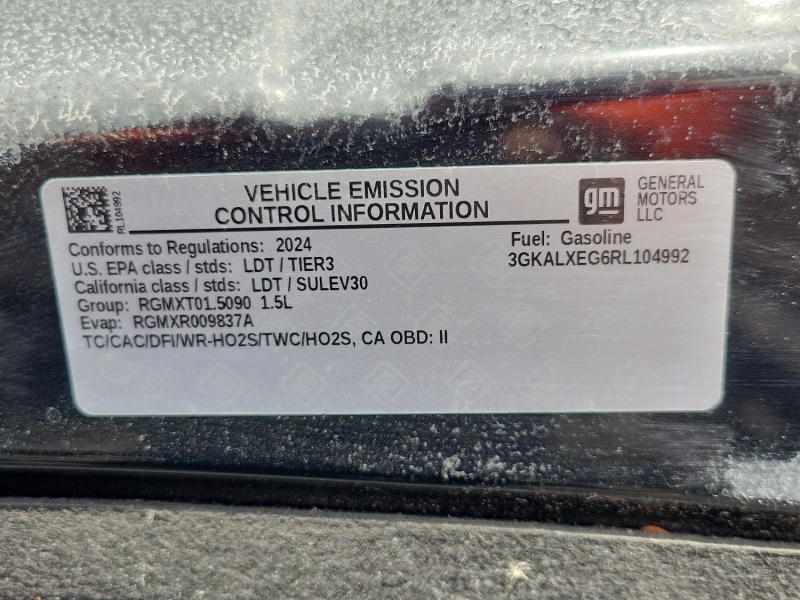 VEHICLE EMISSION
CONTROL INFORMATION
RL104992
gm
GENERAL
MOTORS
LLC
Conforms to Regulations: 2024
U.S. EPA class / stds: LDT / TIER3
California class / stds: LDT / SULEV30
Group: RGMXT01.5090 1.5L
Evap: RGMXR009837A
TC/CAC/DFI/WR-HO2S/TWC/HO2S, CA OBD: II
Fuel: Gasoline
3GKALXEG6RL104992